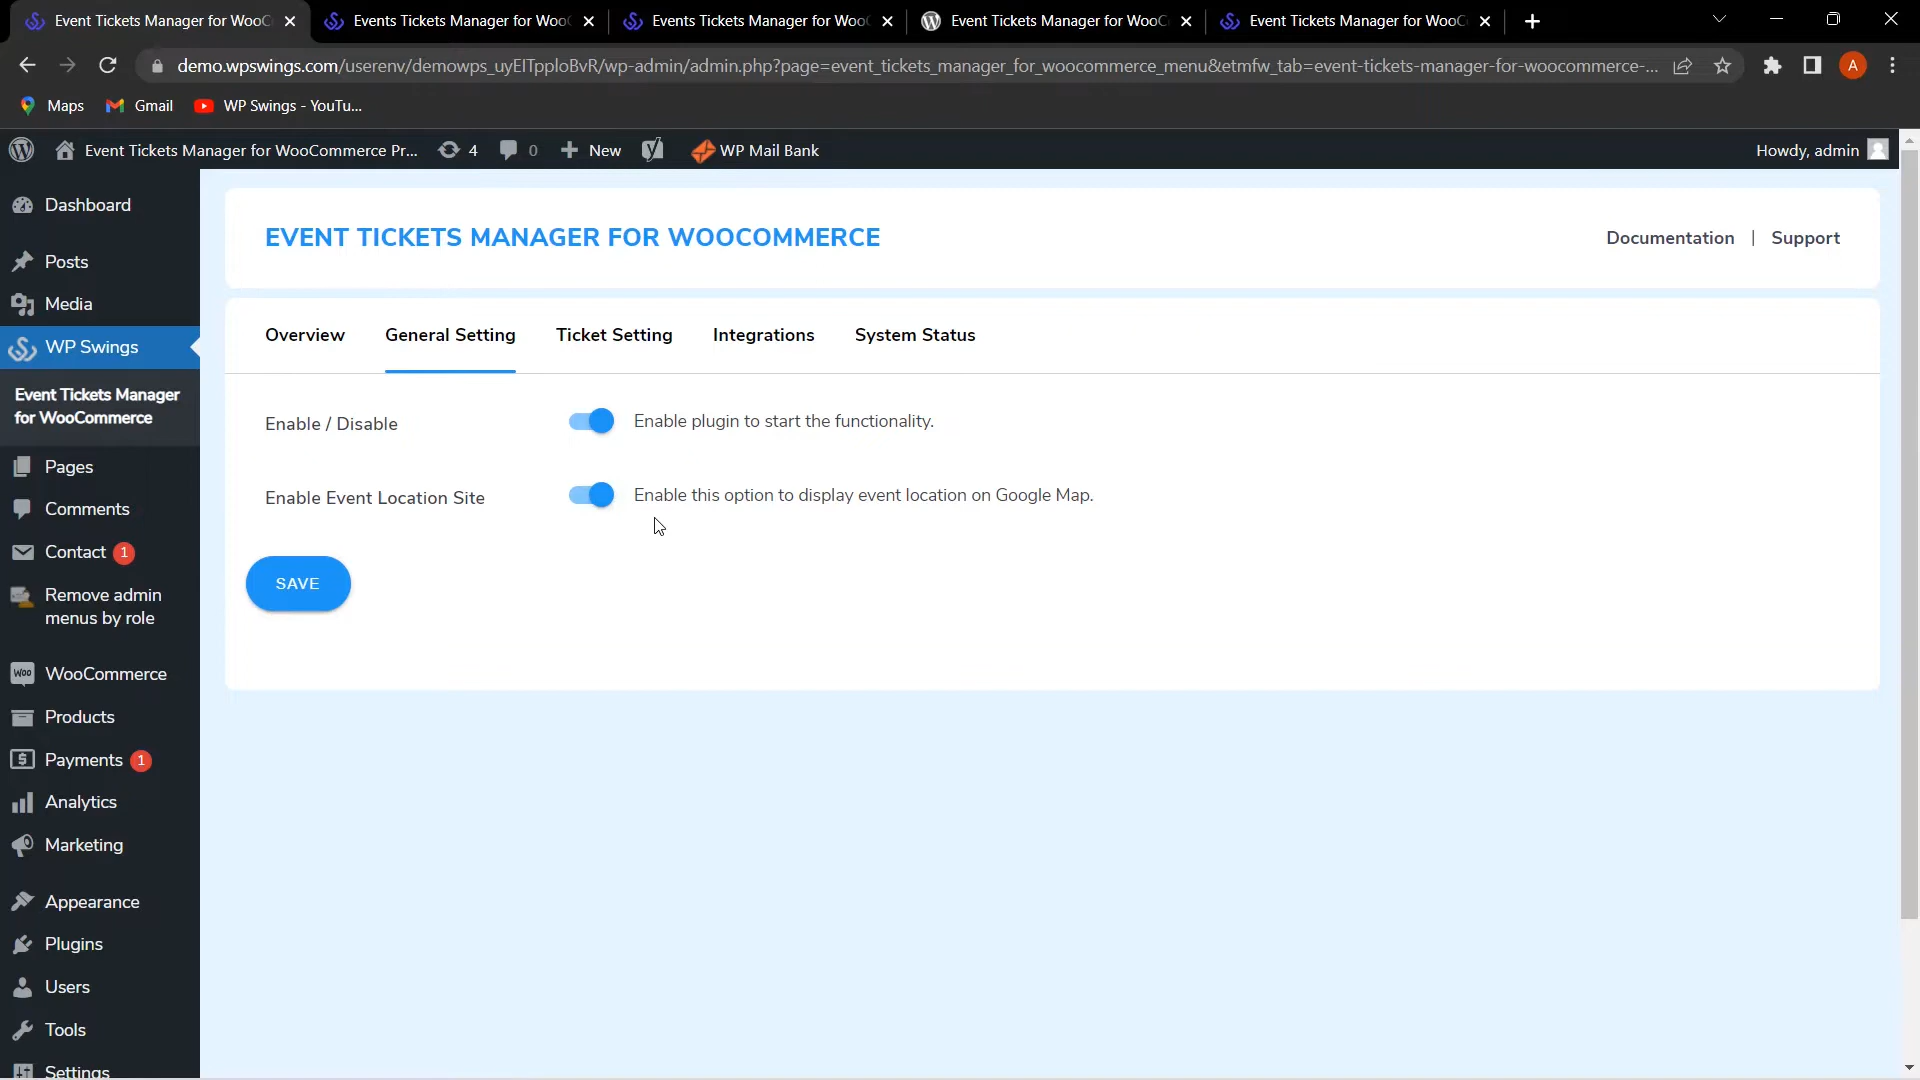 Event Tickets Manager for WooC
Events Tickets Manager for Woo
Events Tickets Manager for Woo
Event Tickets Manager for WooC
Event Tickets Manager for WooC
demo.wpswings.com/userenv/demowps_uyEITpploBvR/wp-admin/admin.php?page=event_tickets_manager_for_woocommerce_menu&etmfw_tab=event-tickets-manager-for-woocommerce-...
A
Maps
Gmail
WP Swings - YouTu...
Event Tickets Manager for WooCommerce Pr...
4
0
New
WP Mail Bank
Howdy, admin
Dashboard
Posts
Media
WP Swings
Event Tickets Manager
for WooCommerce
Pages
Comments
Contact 1
Remove admin
menus by role
Woo WooCommerce
Products
Payments 1
Analytics
Marketing
Appearance
Plugins
Users
Tools
Settings
EVENT TICKETS MANAGER FOR WOOCOMMERCE
Documentation | Support
Overview
General Setting
Ticket Setting
Integrations
System Status
Enable / Disable
Enable plugin to start the functionality.
Enable Event Location Site
Enable this option to display event location on Google Map.
SAVE